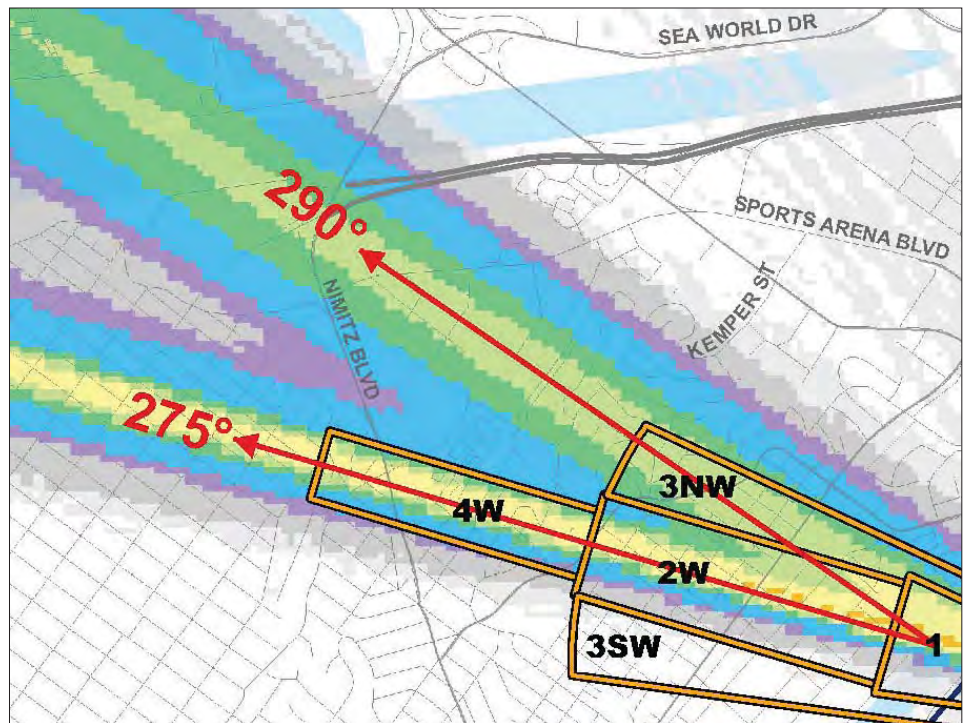 SEA WORLD DR
290°
SPORTS ARENA BLVD
KEMPER ST
NIMITZ BLVD
275°
3NW
4W
2W
3SW
1